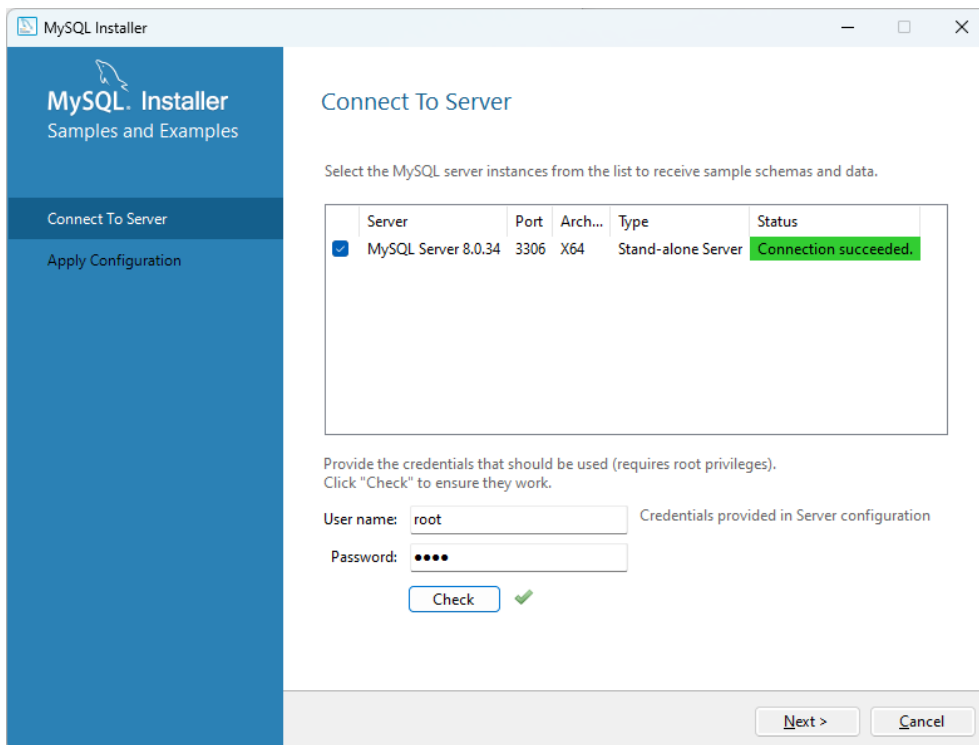 MySQL Installer
MySQL. Installer
Samples and Examples
Connect To Server
Apply Configuration
Connect To Server
Select the MySQL server instances from the list to receive sample schemas and data.
Server Port Arch... Type Status
MySQL Server 8.0.34 3306 X64 Stand-alone Server Connection succeeded.
Provide the credentials that should be used (requires root privileges).
Click "Check" to ensure they work.
User name: root Credentials provided in Server configuration
Password: ●●●●
Check
Next > Cancel